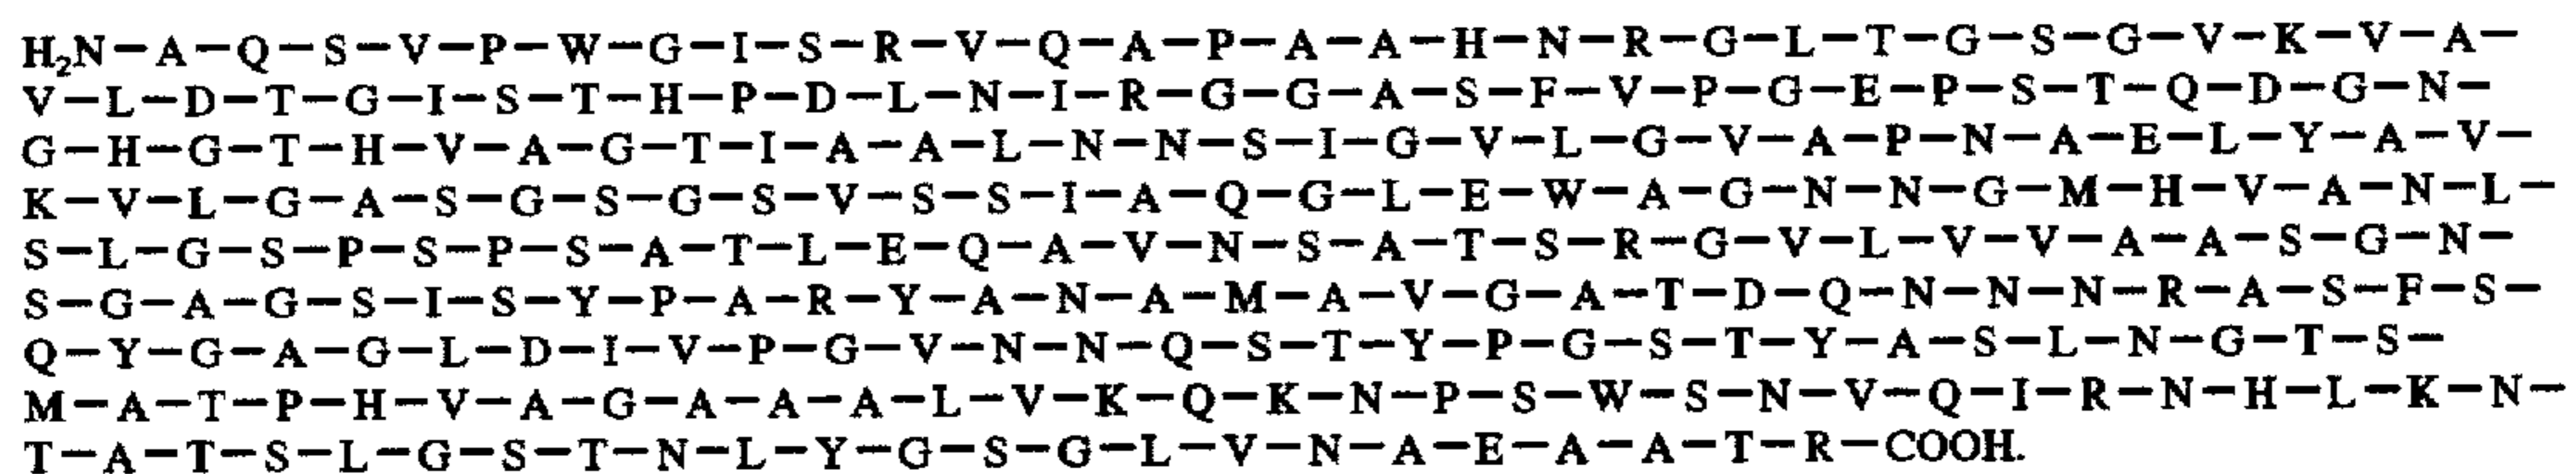 H₂N—A—Q—S—V—P—W—G—I—S—R—V—Q—A—P—A—A—H—N—R—G—L—T—G—S—G—V—K—V—A—
V—L—D—T—G—I—S—T—H—P—D—L—N—I—R—G—G—A—S—F—V—P—G—E—P—S—T—Q—D—G—N—
G—H—G—T—H—V—A—G—T—I—A—A—L—N—N—S—I—G—V—L—G—V—A—P—N—A—E—L—Y—A—V—
K—V—L—G—A—S—G—S—G—S—V—S—S—I—A—Q—G—L—E—W—A—G—N—N—G—M—H—V—A—N—L—
S—L—G—S—P—S—P—S—A—T—L—E—Q—A—V—N—S—A—T—S—R—G—V—L—V—V—A—A—S—G—N—
S—G—A—G—S—I—S—Y—P—A—R—Y—A—N—A—M—A—V—G—A—T—D—Q—N—N—N—R—A—S—F—S—
Q—Y—G—A—G—L—D—I—V—P—G—V—N—N—Q—S—T—Y—P—G—S—T—Y—A—S—L—N—G—T—S—
M—A—T—P—H—V—A—G—A—A—A—L—V—K—Q—K—N—P—S—W—S—N—V—Q—I—R—N—H—L—K—N—
T—A—T—S—L—G—S—T—N—L—Y—G—S—G—L—V—N—A—E—A—A—T—R—COOH.